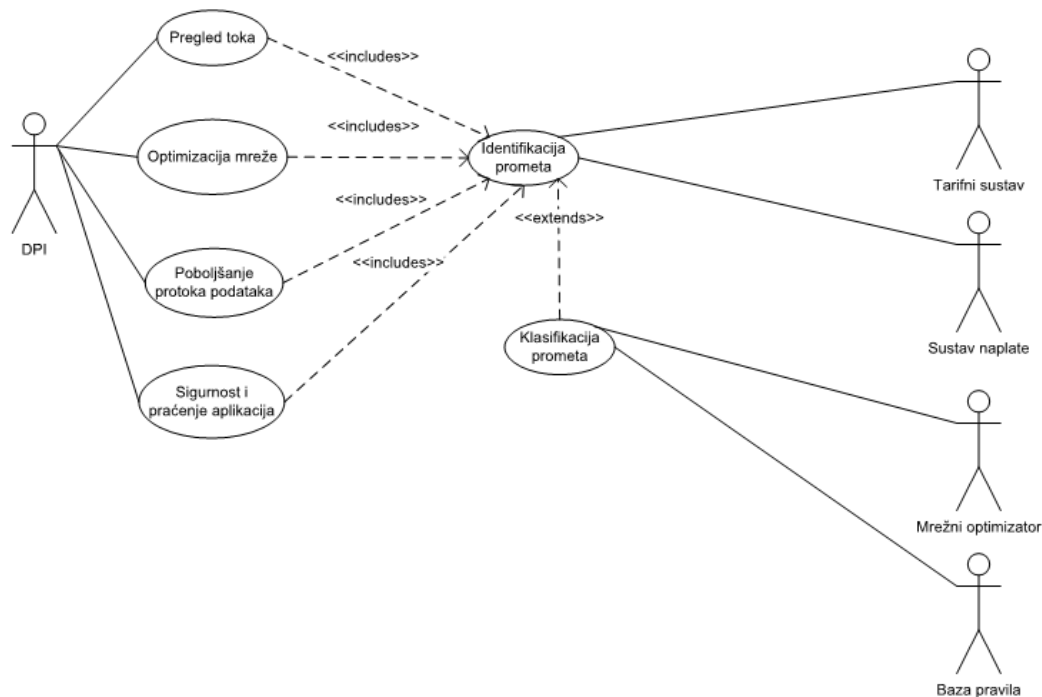 Pregled toka
<<includes>>
Optimizacija mreže
<<includes>>
Poboljšanje
protoka podataka
<<includes>>
Sigurnost i
praćenje aplikacija
<<includes>>
DPI
Identifikacija
prometa
<<extends>>
Klasifikacija
prometa
Tarifni sustav
Sustav naplate
Mrežni optimizator
Baza pravila